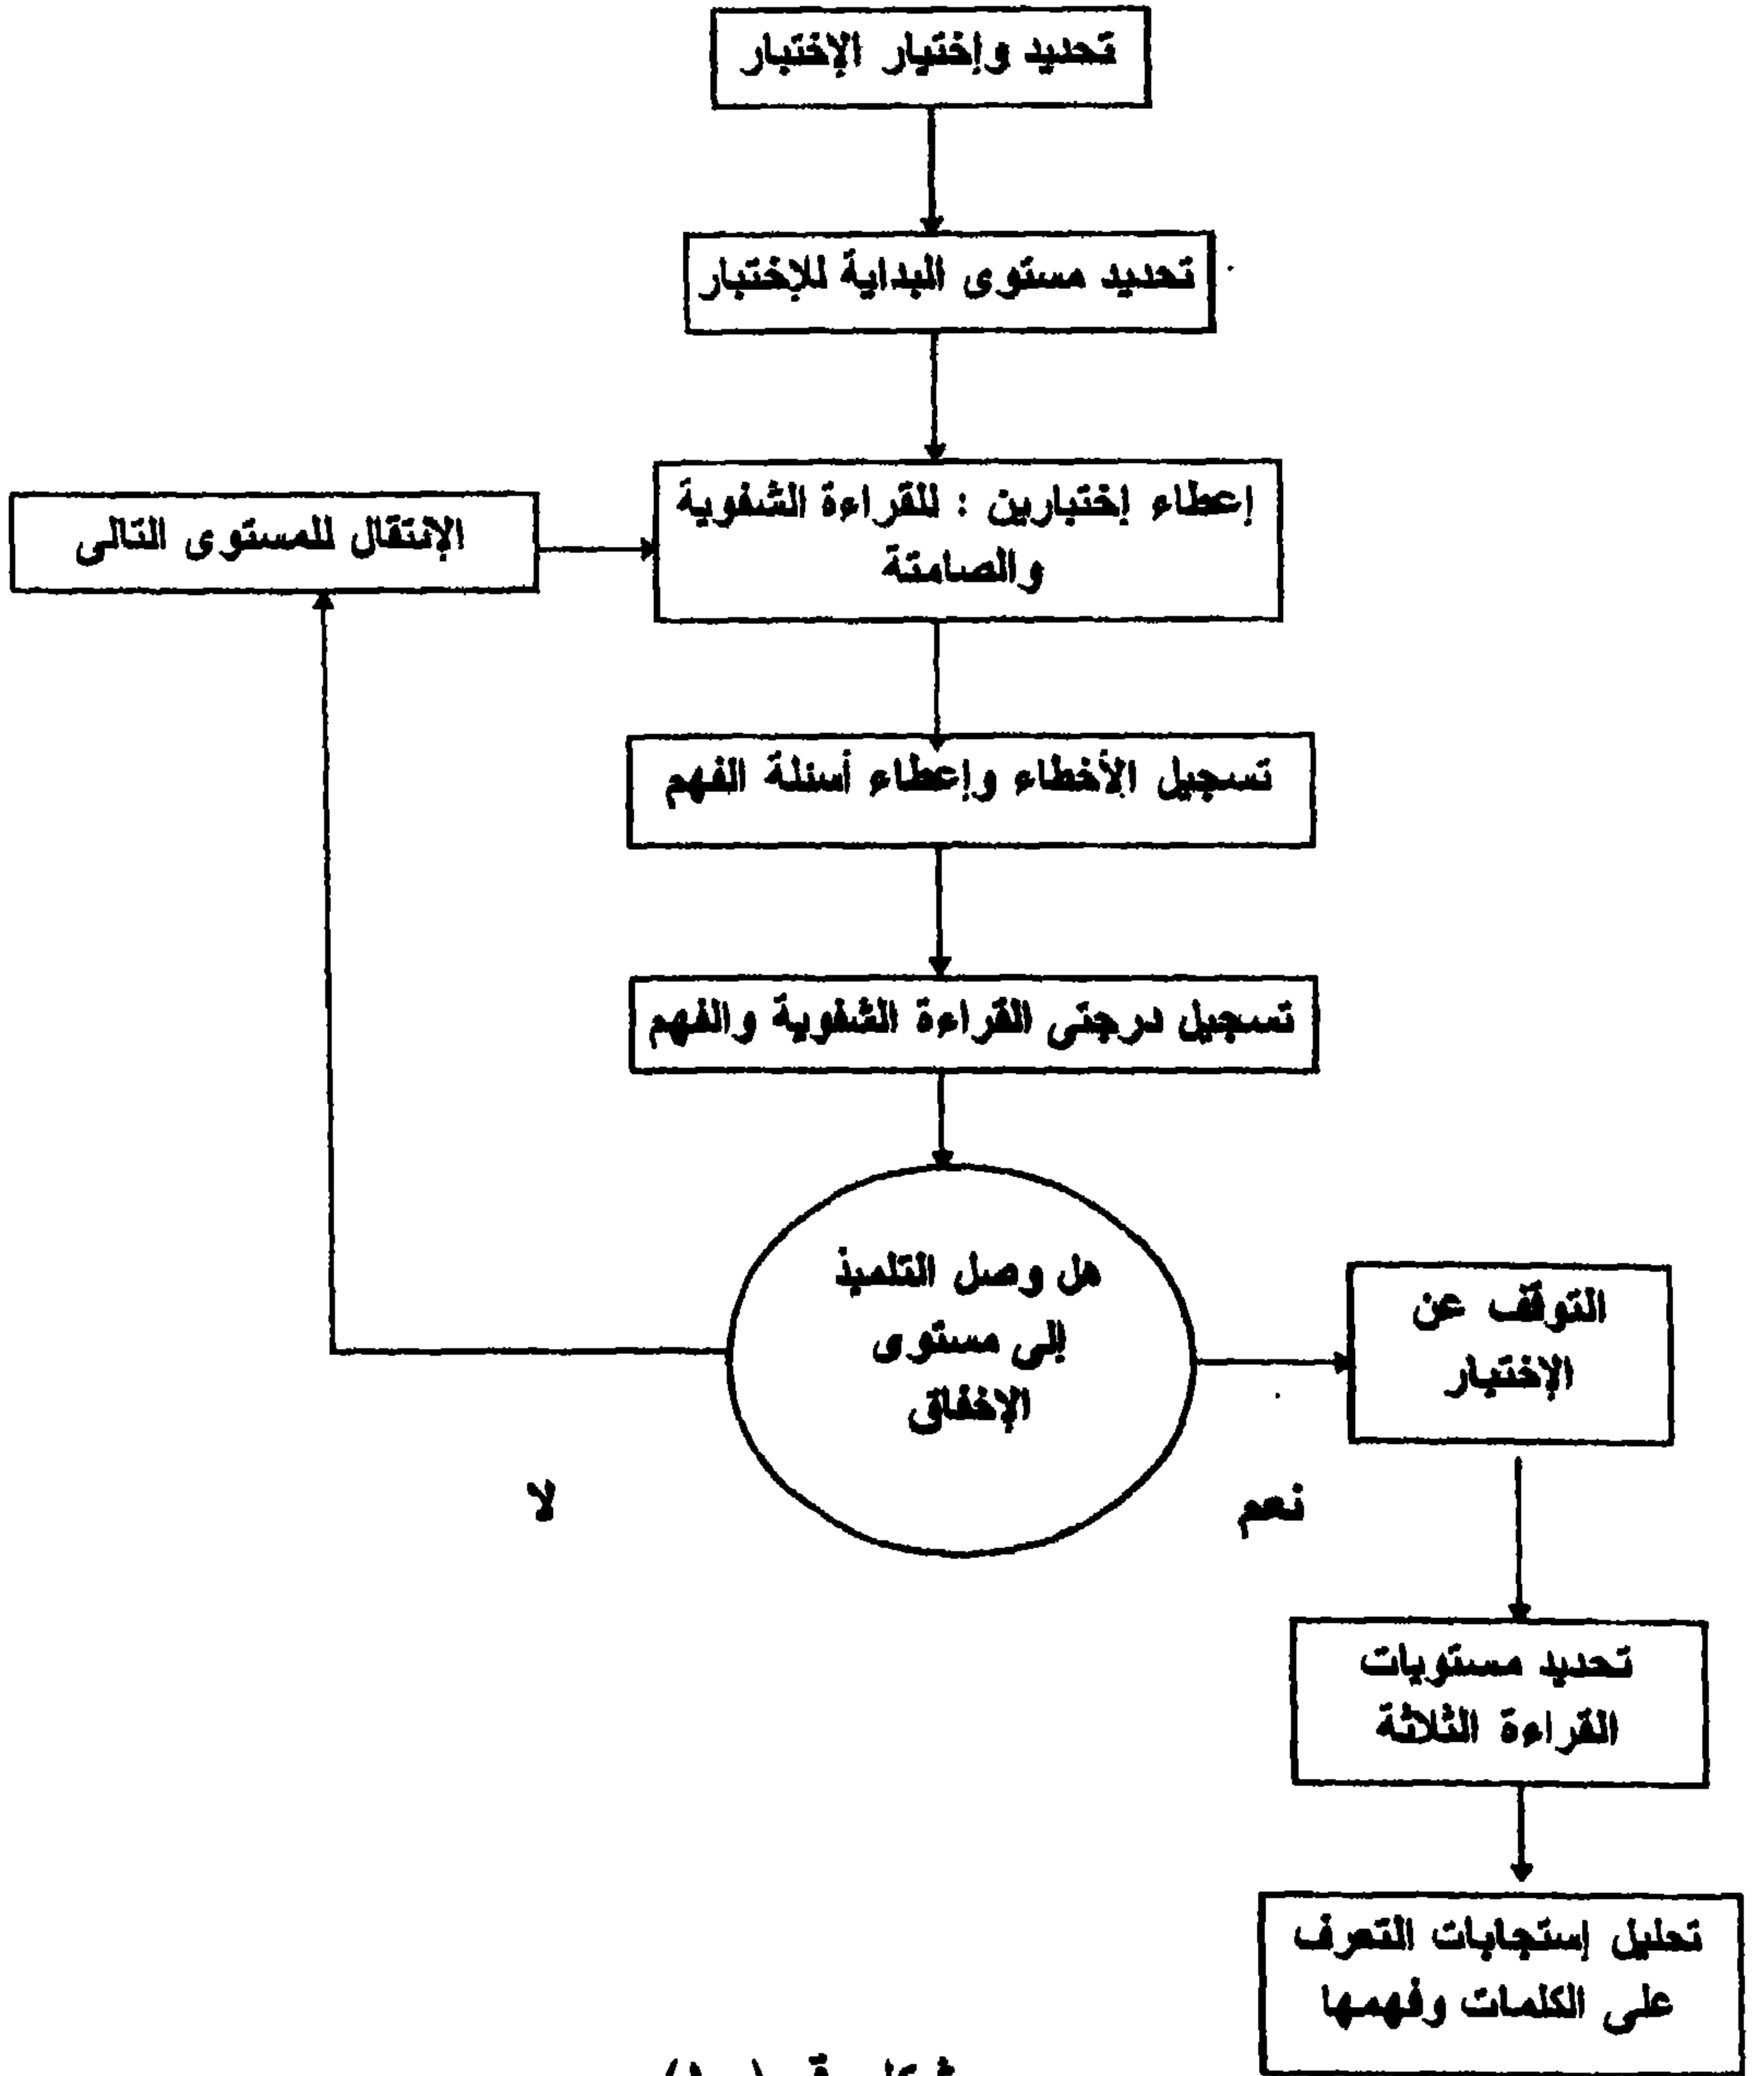 تحديد وإختيار الإختبار
تحديد مستوى البداية للإختبار
إعطاء إختبارين : للقراءة الشفوية
والصامتة
الإنتقال للمستوى التالى
تسجيل الأخطاء وإعطاء أسئلة الفهم
تسجيل درجتى القراءة الشفوية والفهم
هل وصل التلميذ
إلى مستوى
الإخفاق
التوقف عن
الإختبار
نعم
لا
تحديد مستويات
القراءة الثلاثة
تحليل إستجابات التعرف
على الكلمات وفهمها